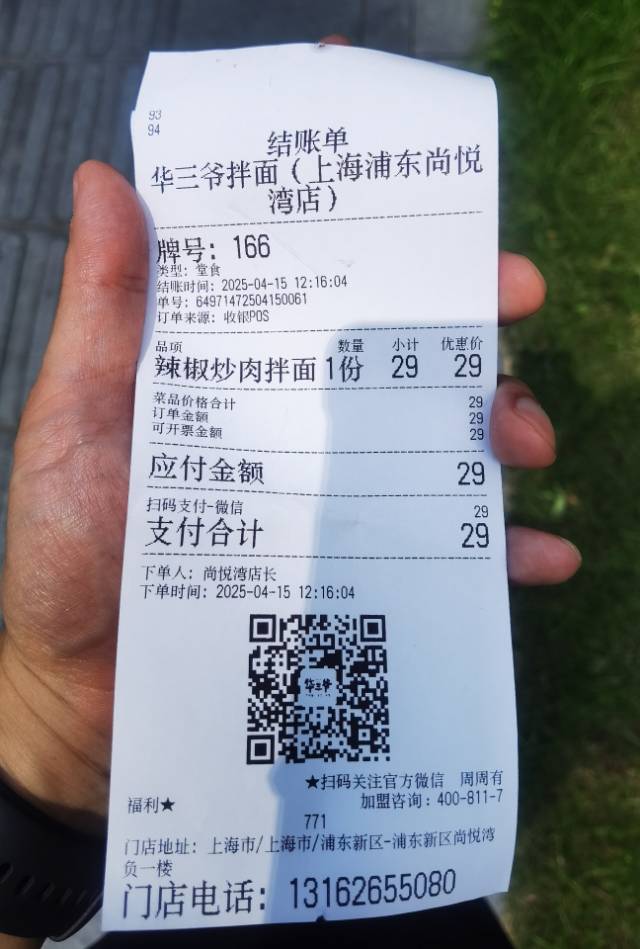 93
94
结账单
华三爷拌面（上海浦东尚悦
湾店）
牌号：166
类型：堂食
结账时间：2025-04-15 12:16:04
单号：64971472504150061
订单来源：收银POS
品项 数量 小计 优惠价
辣椒炒肉拌面 1份 29 29
菜品价格合计 29
订单金额 29
可开票金额 29
应付金额 29
扫码支付-微信 29
支付合计 29
下单人：尚悦湾店长
下单时间：2025-04-15 12:16:04
华三爷
★扫码关注官方微信 周周有
福利★ 加盟咨询：400-811-7
771
门店地址：上海市/上海市/浦东新区-浦东新区尚悦湾
负一楼
门店电话：13162655080